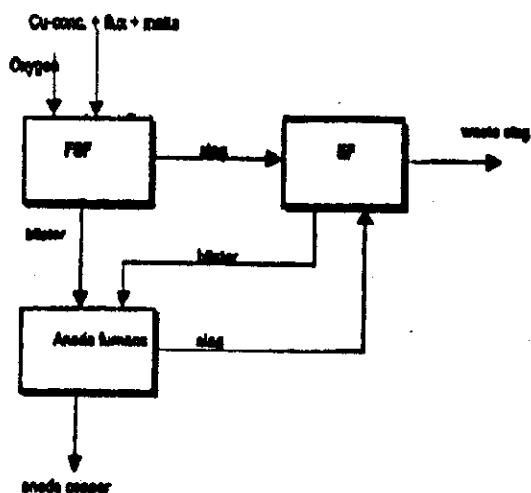 Cu-conc. + flux + matte
Oxygen
FSF
slag
EF
waste slag
blister
blister
Anode furnace
slag
anode copper